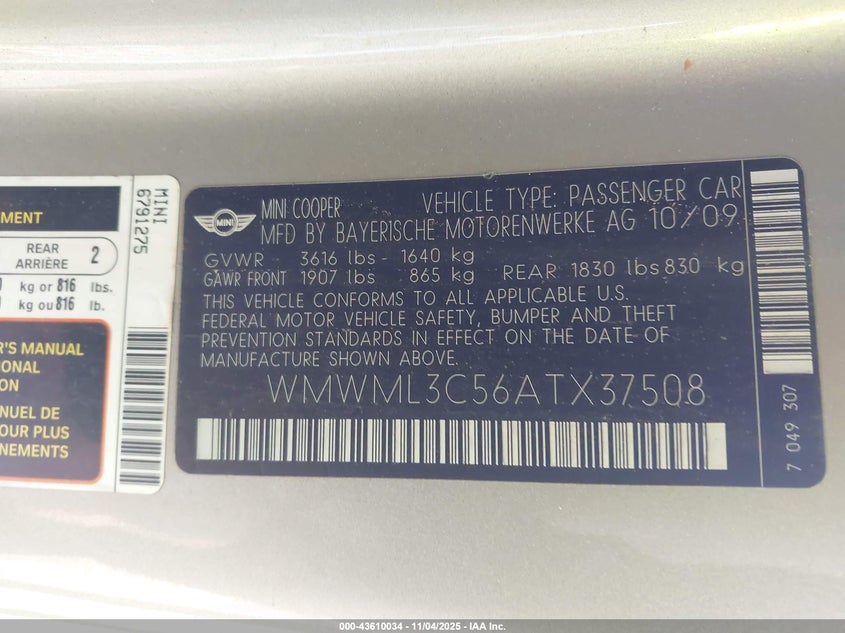 EMENT
REAR
ARRIÈRE
2
kg or 816 lbs.
kg ou 816 lb.
R'S MANUAL
NUEL DE
OUR PLUS
NEMENTS
MINI
6791275
MINI
MINI COOPER VEHICLE TYPE: PASSENGER CAR
MFD BY BAYERISCHE MOTORENWERKE AG 10/09
GVWR 3616 lbs - 1640 kg
GAWR FRONT 1907 lbs 865 kg REAR 1830 lbs 830 kg
THIS VEHICLE CONFORMS TO ALL APPLICABLE U.S.
FEDERAL MOTOR VEHICLE SAFETY, BUMPER AND THEFT
PREVENTION STANDARDS IN EFFECT ON THE DATE OF
MANUFACTURE SHOWN ABOVE.
WMWML3C56ATX37508
7 049 307
000-43610034 - 11/04/2025 - IAA Inc.